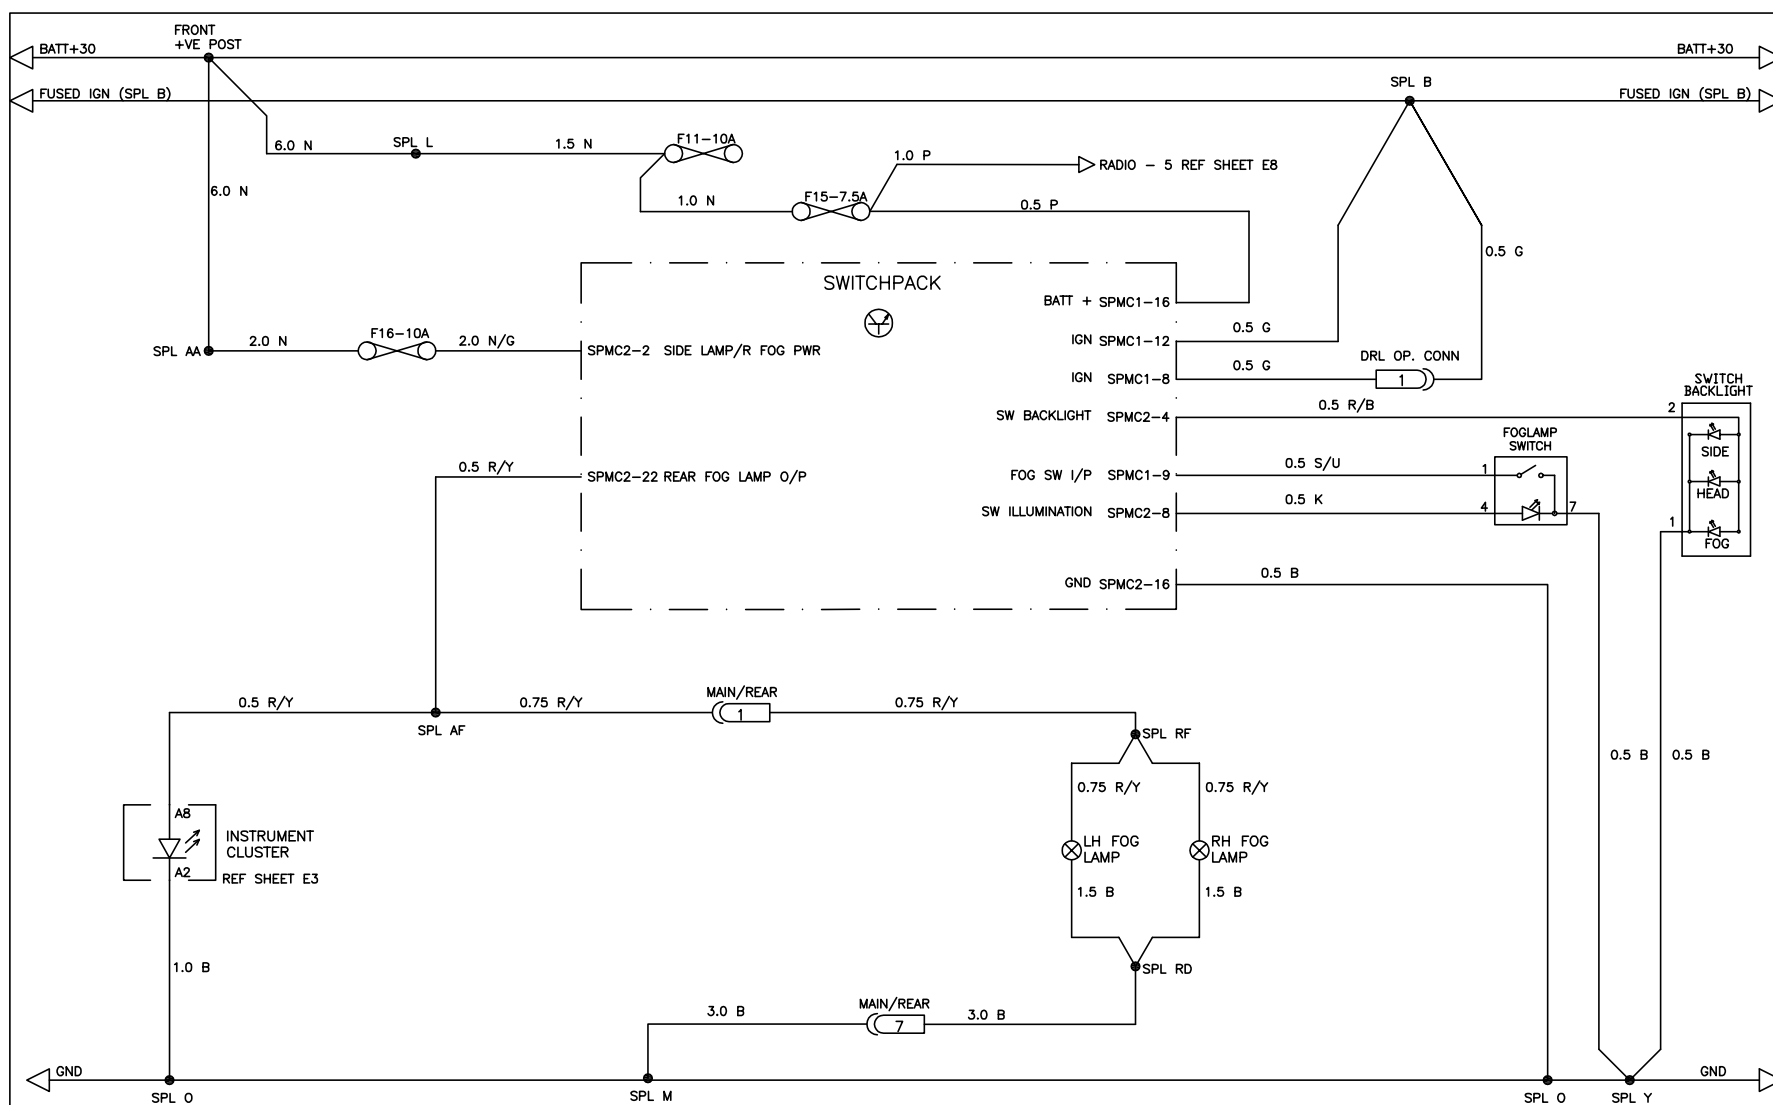 FRONT
+VE POST
BATT+30
BATT+30
FUSED IGN (SPL B)
SPL B
FUSED IGN (SPL B)
6.0 N
SPL L
1.5 N
F11-10A
1.0 P
RADIO - 5 REF SHEET E8
6.0 N
1.0 N
F15-7.5A
0.5 P
0.5 G
SWITCHPACK
BATT + SPMC1-16
0.5 G
IGN SPMC1-12
SPL AA
2.0 N
F16-10A
2.0 N/G
SPMC2-2 SIDE LAMP/R FOG PWR
DRL OP. CONN
0.5 G
IGN SPMC1-8
1
SWITCH
BACKLIGHT
SW BACKLIGHT SPMC2-4
0.5 R/B
2
FOGLAMP
SWITCH
SIDE
0.5 R/Y
SPMC2-22 REAR FOG LAMP O/P
FOG SW I/P SPMC1-9
0.5 S/U
1
HEAD
SW ILLUMINATION SPMC2-8
0.5 K
4
7
1
FOG
GND SPMC2-16
0.5 B
0.5 R/Y
0.75 R/Y
MAIN/REAR
1
0.75 R/Y
SPL AF
SPL RF
0.5 B
0.5 B
0.75 R/Y
0.75 R/Y
A8
INSTRUMENT
CLUSTER
A2
REF SHEET E3
LH FOG
LAMP
RH FOG
LAMP
1.5 B
1.5 B
1.0 B
SPL RD
3.0 B
MAIN/REAR
7
3.0 B
GND
GND
SPL O
SPL M
SPL O
SPL Y